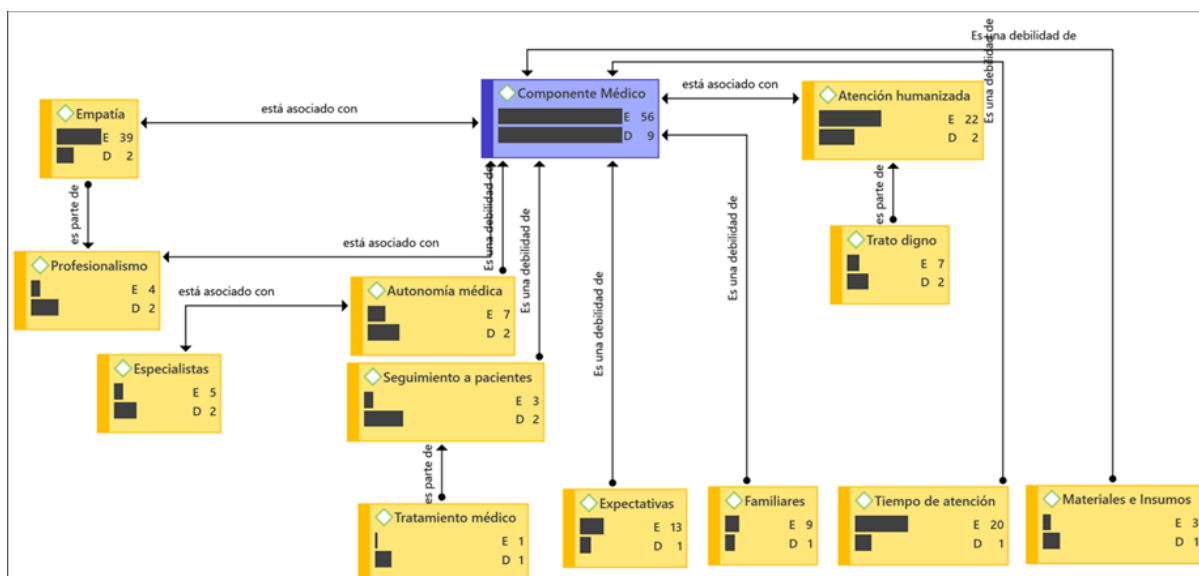 Es una debilidad de
Es una debilidad de
Componente Médico
E 56
D 9
Empatía
E 39
D 2
está asociado con
Atención humanizada
E 22
D 2
es parte de
está asociado con
Es una debilidad de
Es una debilidad de
Es una debilidad de
Es una debilidad de
es parte de
Trato digno
E 7
D 2
Profesionalismo
E 4
D 2
está asociado con
Autonomía médica
E 7
D 2
Especialistas
E 5
D 2
Seguimiento a pacientes
E 3
D 2
es parte de
Tratamiento médico
E 1
D 1
Expectativas
E 13
D 1
Familiares
E 9
D 1
Tiempo de atención
E 20
D 1
Materiales e Insumos
E 3
D 1